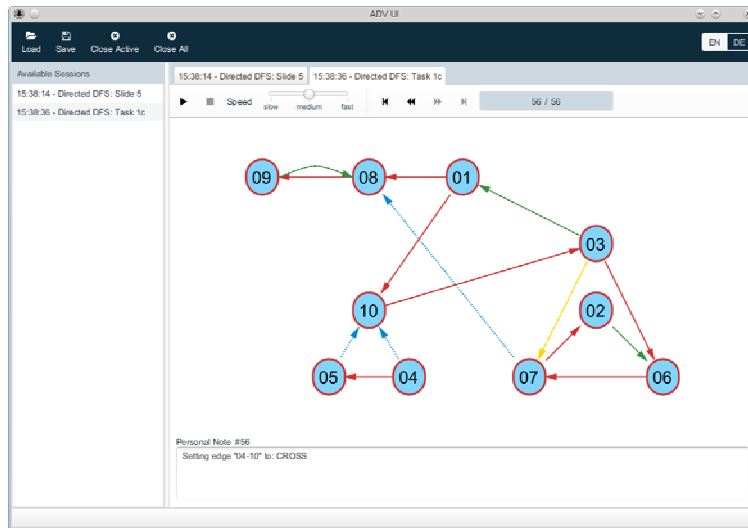 ADV UI
Load Save Close Active Close All EN DE
Available Sessions
15:38:14 - Directed DFS: Slide 5
15:38:36 - Directed DFS: Task 1c
15:38:14 - Directed DFS: Slide 5 15:38:36 - Directed DFS: Task 1c
Speed slow medium fast 56 / 56
09 08 01
03
10 02
05 04 07 06
Personal Note #56
Setting edge "04-10" to: CROSS